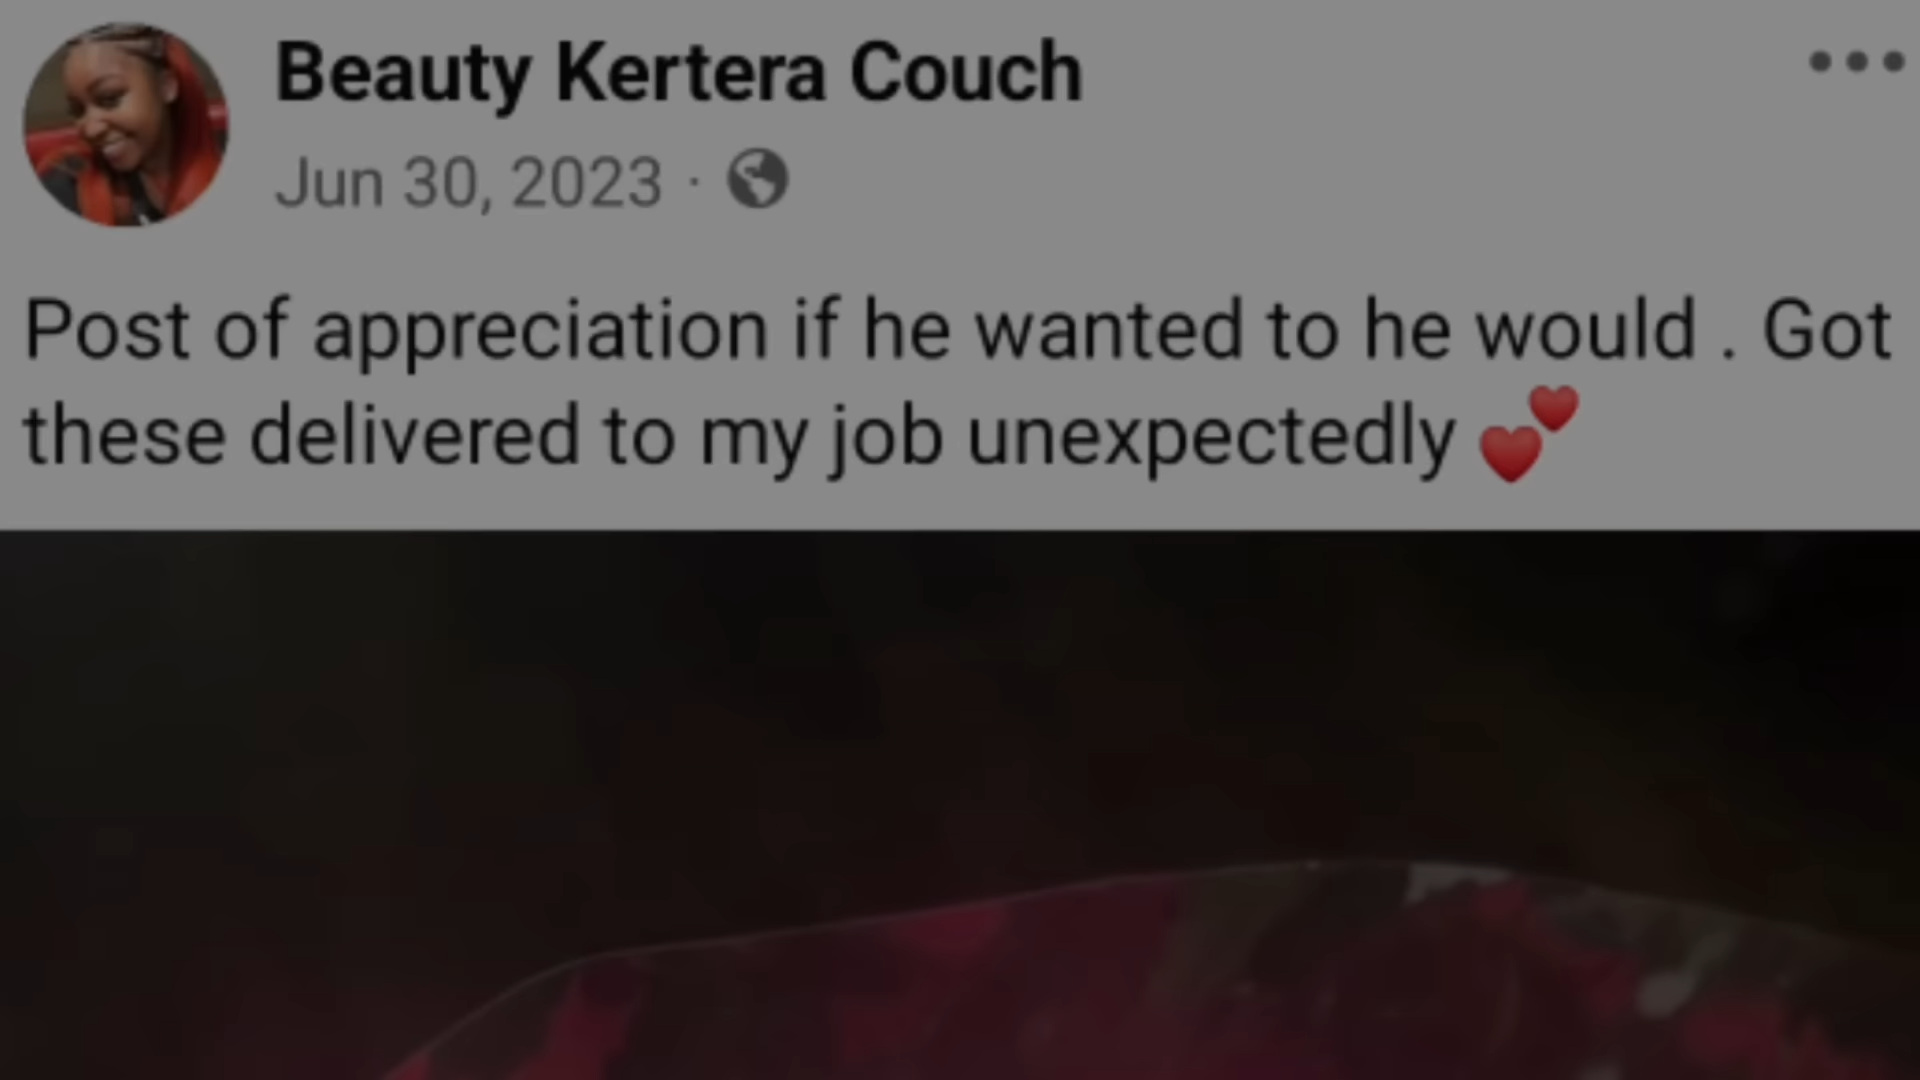 Beauty Kertera Couch
Jun 30, 2023 ·
Post of appreciation if he wanted to he would . Got
these delivered to my job unexpectedly 💕